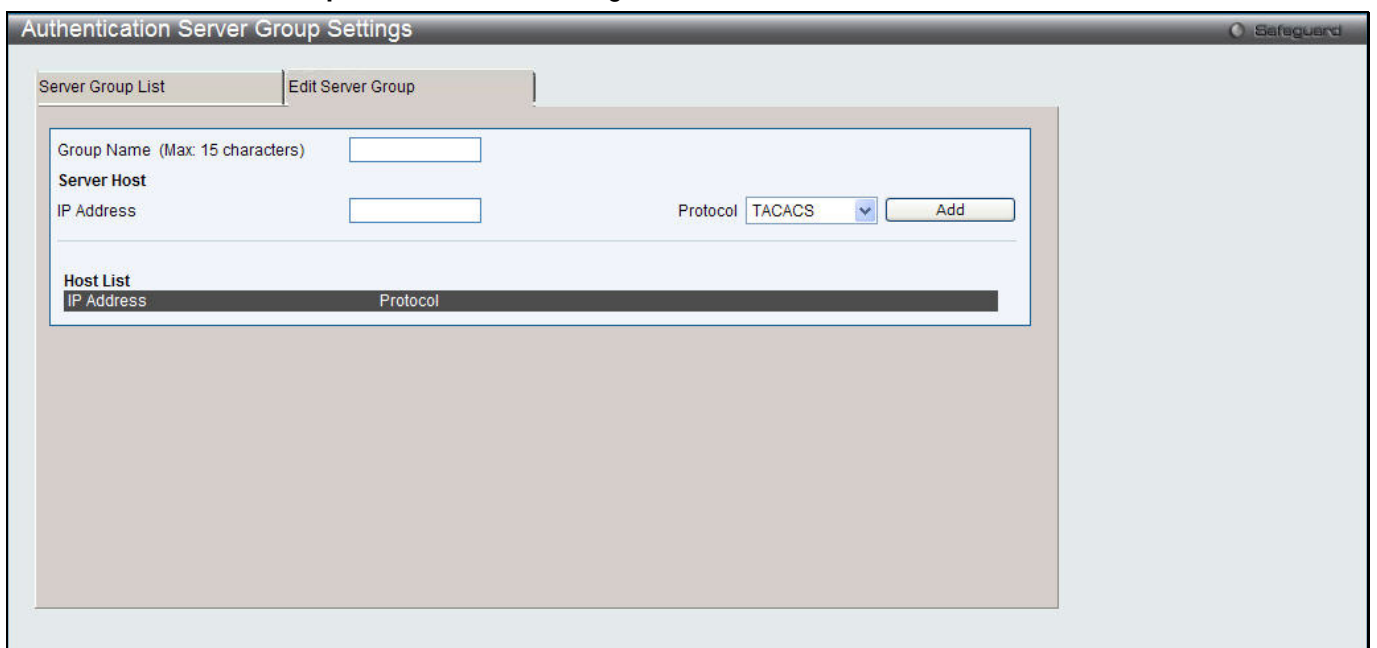 Authentication Server Group Settings
Safeguard
Server Group List
Edit Server Group
Group Name (Max: 15 characters)
Server Host
IP Address
Protocol TACACS Add
Host List
IP Address Protocol